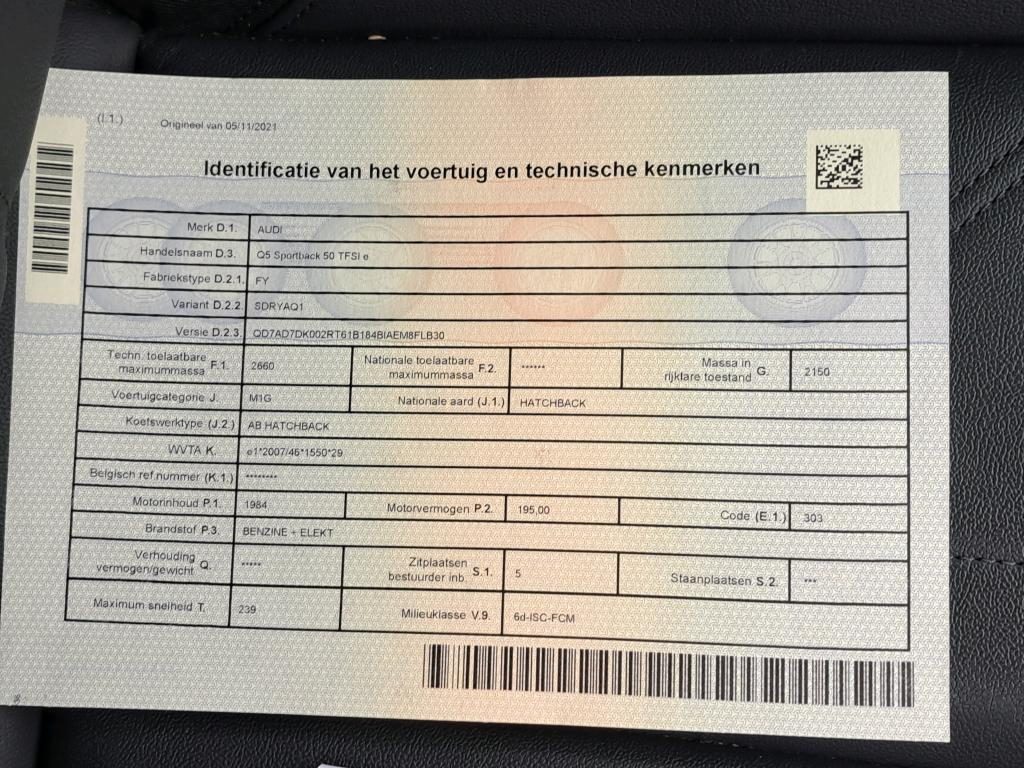 (I.1.) Origineel van 05/11/2021
Identificatie van het voertuig en technische kenmerken
Merk D.1. AUDI
Handelsnaam D.3. Q5 Sportback 50 TFSI e
Fabriekstype D.2.1. FY
Variant D.2.2. SDRYAQ1
Versie D.2.3. QD7AD7DK002RT61B184BIAEM8FLB30
Techn. toelaatbare maximummassa F.1. 2660 Nationale toelaatbare maximummassa F.2. ****** Massa in rijklare toestand G. 2150
Voertuigcategorie J. M1G Nationale aard (J.1.) HATCHBACK
Koetswerktype (J.2.) AB HATCHBACK
WVTA K. e1*2007/46*1550*29
Belgisch ref.nummer (K.1.) ********
Motorinhoud P.1. 1984 Motorvermogen P.2. 195,00 Code (E.1.) 303
Brandstof P.3. BENZINE + ELEKT
Verhouding vermogen/gewicht Q. ***** Zitplaatsen bestuurder inb. S.1. 5 Staanplaatsen S.2. ***
Maximum snelheid T. 239 Milieuklasse V.9. 6d-ISC-FCM